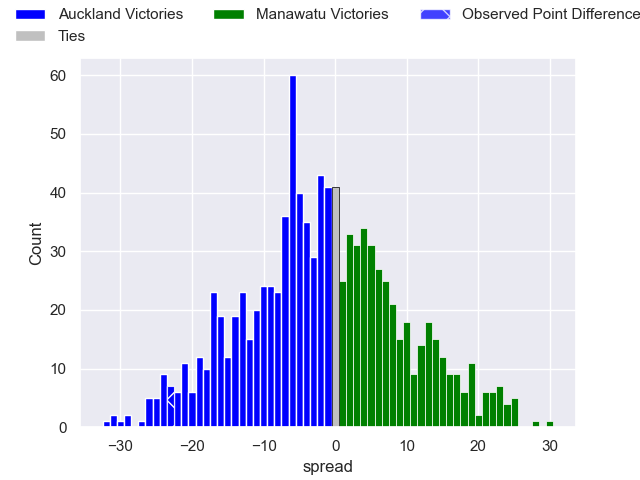 Auckland Victories
Manawatu Victories
Observed Point Difference
Ties
60
50
40
30
20
10
0
Count
−30
−20
−10
0
10
20
30
spread